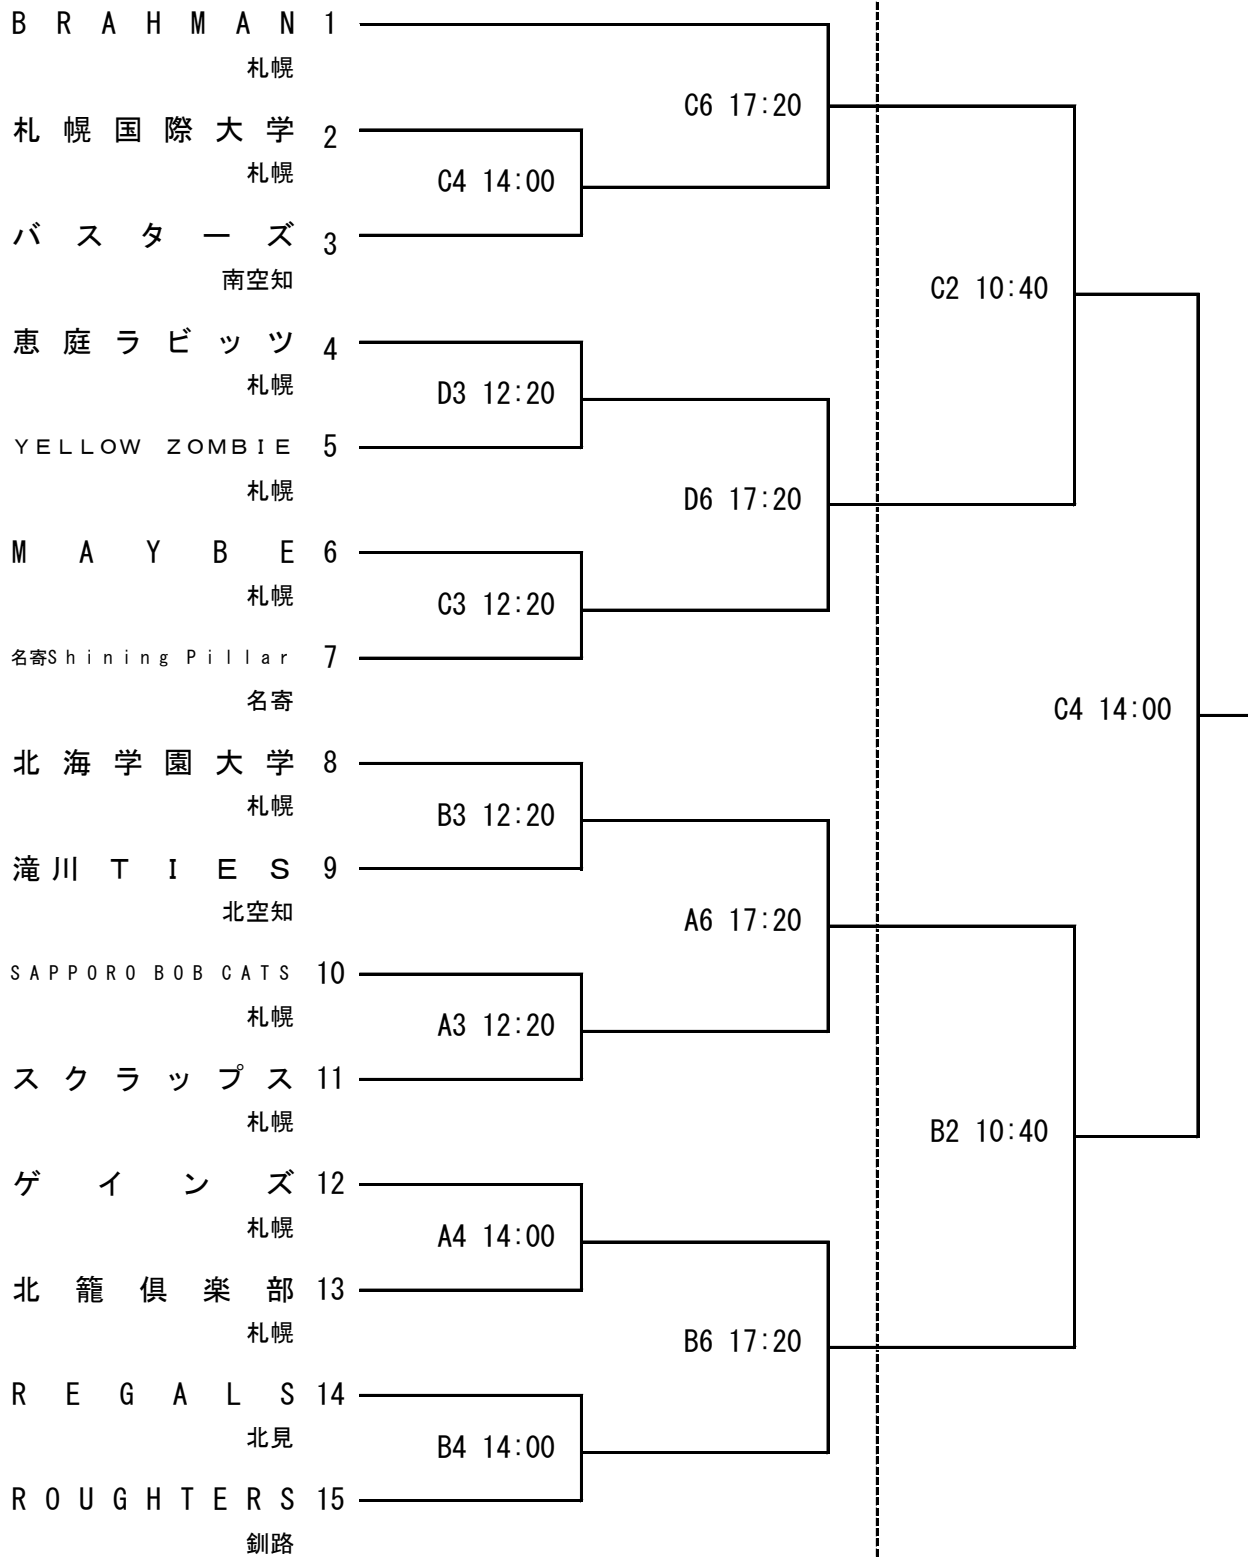 BRAHMAN 1
札幌
C6 17:20
札幌国際大学 2
札幌
C4 14:00
バスターズ 3
南空知
C2 10:40
恵庭ラビッツ 4
札幌
D3 12:20
YELLOW ZOMBIE 5
札幌
D6 17:20
MAYBE 6
札幌
C3 12:20
名寄Shining Pillar 7
名寄
C4 14:00
北海学園大学 8
札幌
B3 12:20
滝川TIES 9
北空知
A6 17:20
SAPPORO BOB CATS 10
札幌
A3 12:20
スクラップス 11
札幌
B2 10:40
ゲインズ 12
札幌
A4 14:00
北籠倶楽部 13
札幌
B6 17:20
REGALS 14
北見
B4 14:00
ROUGHTERS 15
釧路